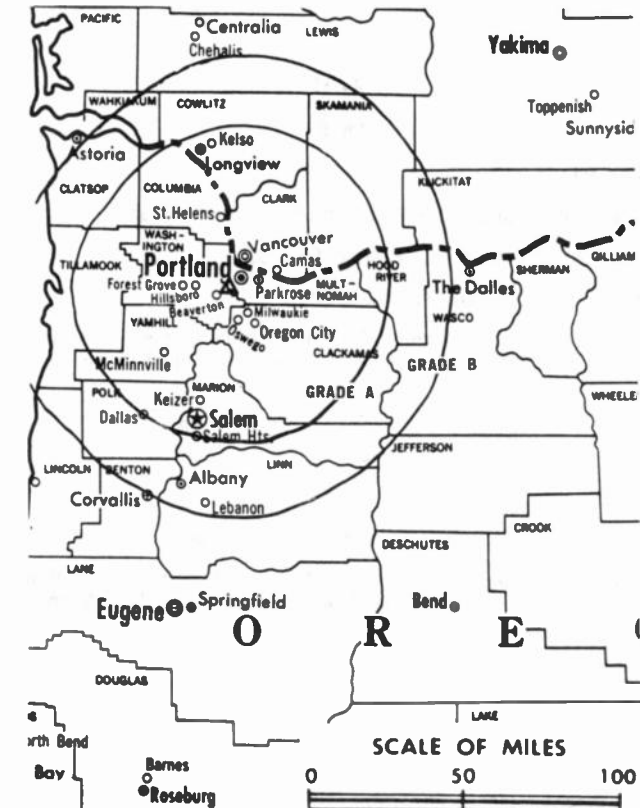 PACIFIC
Centralia
LEWIS
Chehalis
Yakima
WAHKIAKUM
COWLITZ
SKAMANIA
Toppenish
Sunnysid
Astoria
Kelso
Longview
CLATSOP
COLUMBIA
KLICKITAT
CLARK
St. Helens
WASH-
INGTON
Vancouver
TILLAMOOK
Portland
Camas
HOOD
RIVER
SHERMAN
GILLIAM
Forest Grove
Hillsboro
Beaverton
Parkrose
MULT-
NOMAH
The Dalles
YAMHILL
Milwaukie
Oswego
Oregon City
WASCO
McMinnville
CLACKAMAS
GRADE B
POLK
MARION
GRADE A
Keizer
WHEELE
Dallas
Salem
Salem Hts.
JEFFERSON
LINCOLN
BENTON
LINN
Albany
Corvallis
Lebanon
CROOK
DESCHUTES
LANE
Eugene
Springfield
Bend
O R E
DOUGLAS
LAKE
rth Bend
SCALE OF MILES
Bay
Barnes
0 50 100
Roseburg